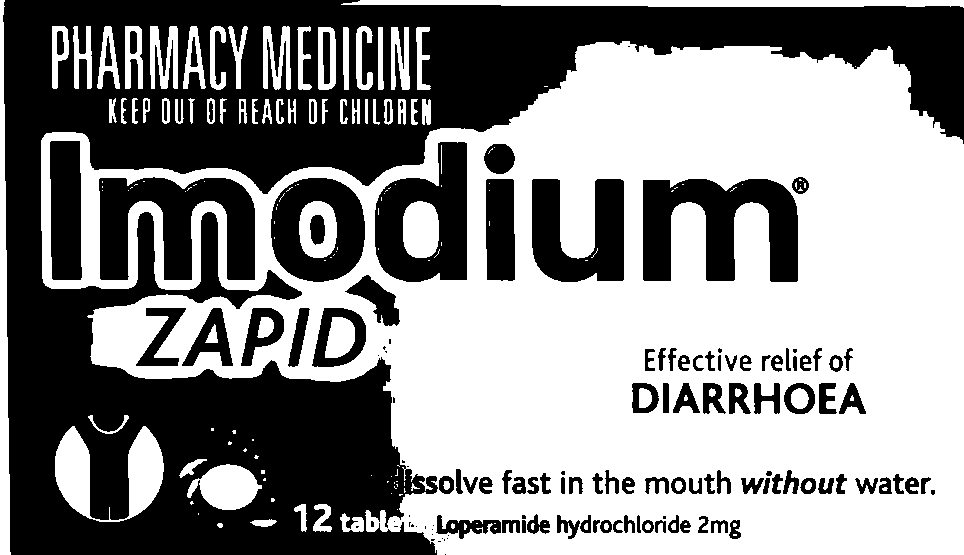 PHARMACY MEDICINE
KEEP OUT OF REACH OF CHILDREN
Imodium®
ZAPID
Effective relief of
DIARRHOEA
dissolve fast in the mouth without water.
12 tablets Loperamide hydrochloride 2mg